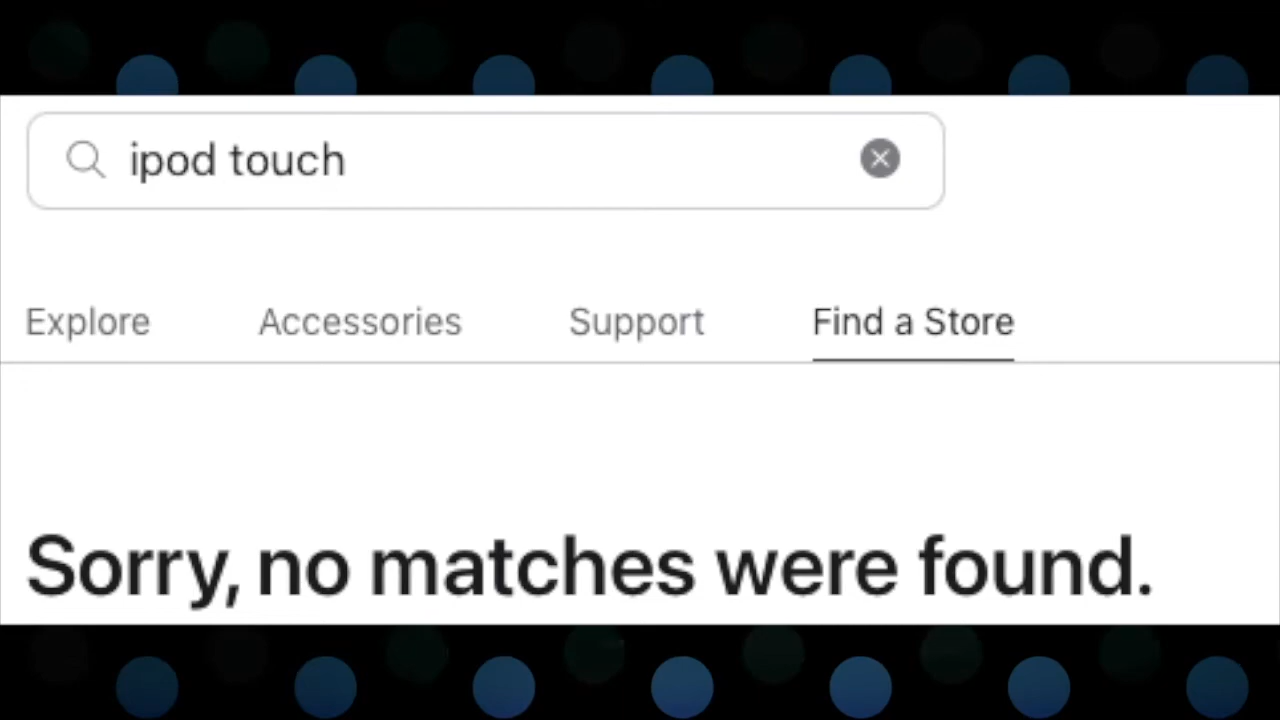 ipod touch
Explore Accessories Support Find a Store
Sorry, no matches were found.